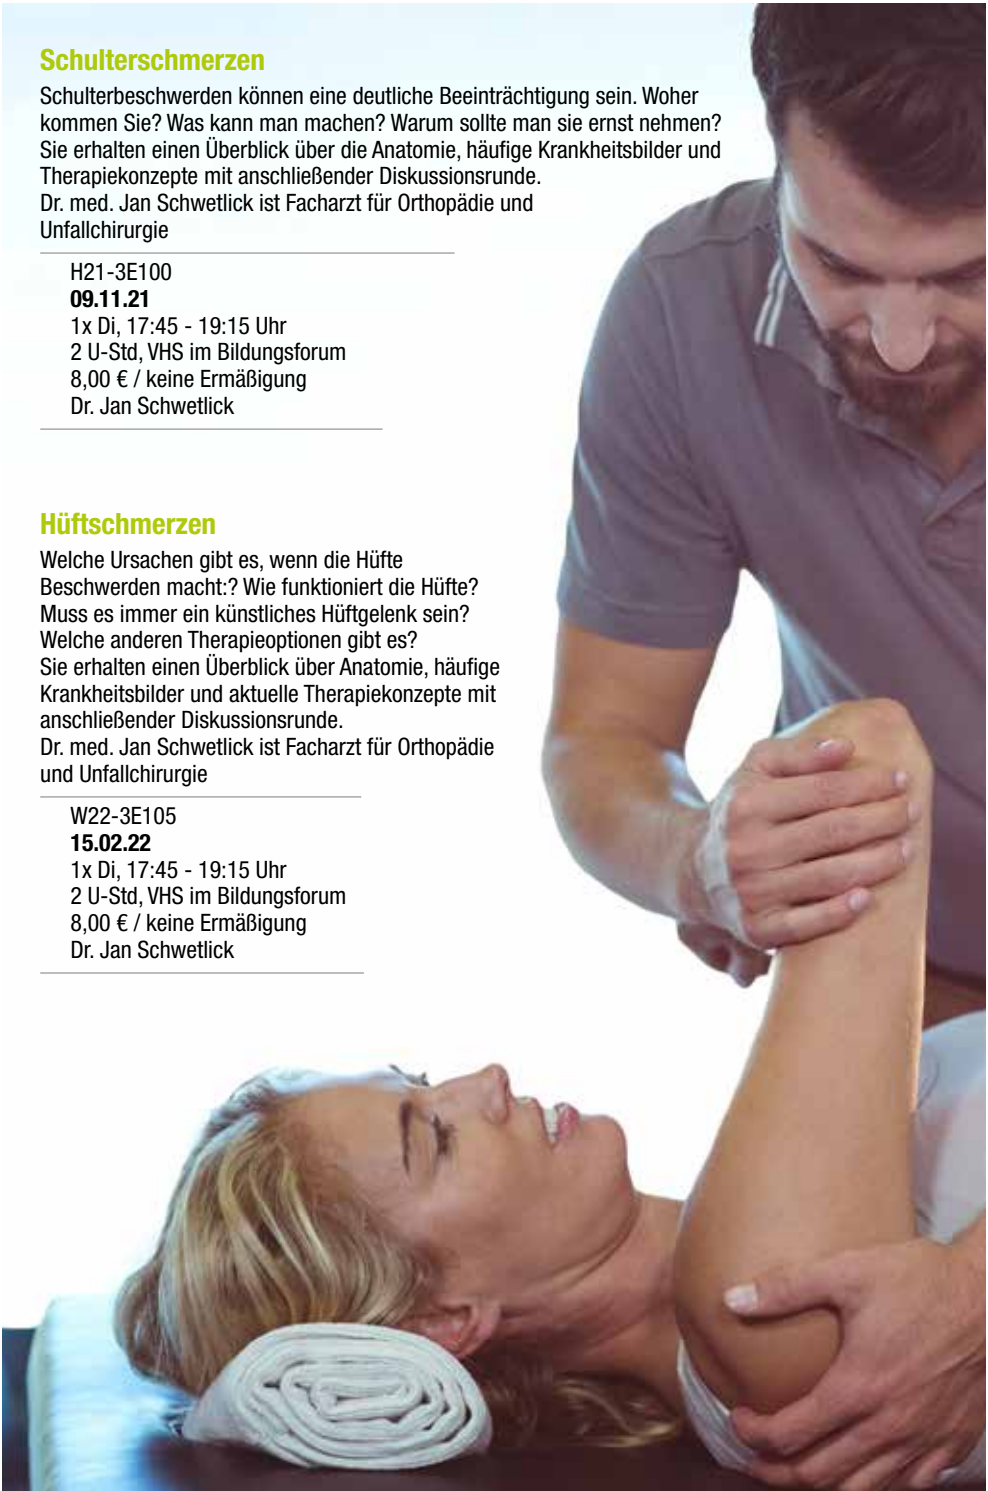 Schulterschmerzen
Schulterbeschwerden können eine deutliche Beeinträchtigung sein. Woher
kommen Sie? Was kann man machen? Warum sollte man sie ernst nehmen?
Sie erhalten einen Überblick über die Anatomie, häufige Krankheitsbilder und
Therapiekonzepte mit anschließender Diskussionsrunde.
Dr. med. Jan Schwetlick ist Facharzt für Orthopädie und
Unfallchirurgie
H21-3E100
09.11.21
1x Di, 17:45 - 19:15 Uhr
2 U-Std, VHS im Bildungsforum
8,00 € / keine Ermäßigung
Dr. Jan Schwetlick
Hüftschmerzen
Welche Ursachen gibt es, wenn die Hüfte
Beschwerden macht:? Wie funktioniert die Hüfte?
Muss es immer ein künstliches Hüftgelenk sein?
Welche anderen Therapieoptionen gibt es?
Sie erhalten einen Überblick über Anatomie, häufige
Krankheitsbilder und aktuelle Therapiekonzepte mit
anschließender Diskussionsrunde.
Dr. med. Jan Schwetlick ist Facharzt für Orthopädie
und Unfallchirurgie
W22-3E105
15.02.22
1x Di, 17:45 - 19:15 Uhr
2 U-Std, VHS im Bildungsforum
8,00 € / keine Ermäßigung
Dr. Jan Schwetlick